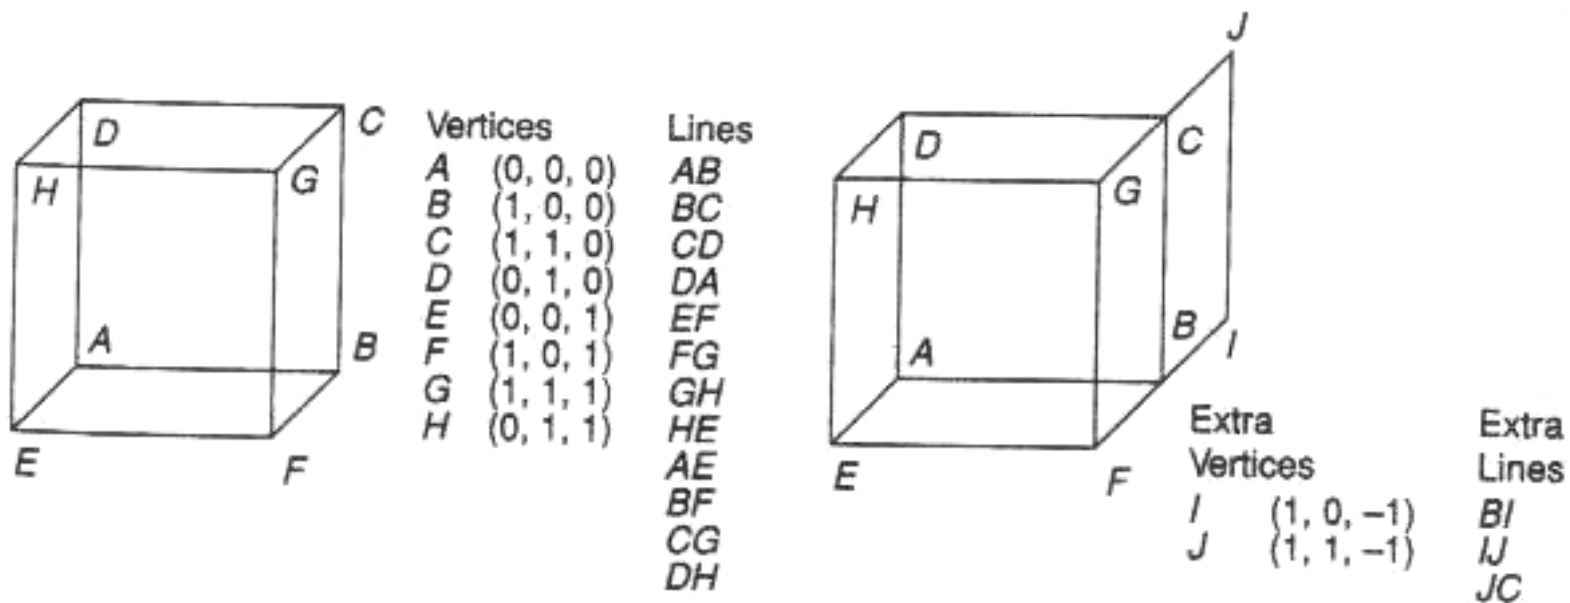 D
C
H
G
A
B
E
F
Vertices Lines
A (0, 0, 0) AB
B (1, 0, 0) BC
C (1, 1, 0) CD
D (0, 1, 0) DA
E (0, 0, 1) EF
F (1, 0, 1) FG
G (1, 1, 1) GH
H (0, 1, 1) HE
AE
BF
CG
DH
J
D
C
H
G
B
A
I
E
F
Extra Extra
Vertices Lines
I (1, 0, –1) BI
J (1, 1, –1) IJ
JC